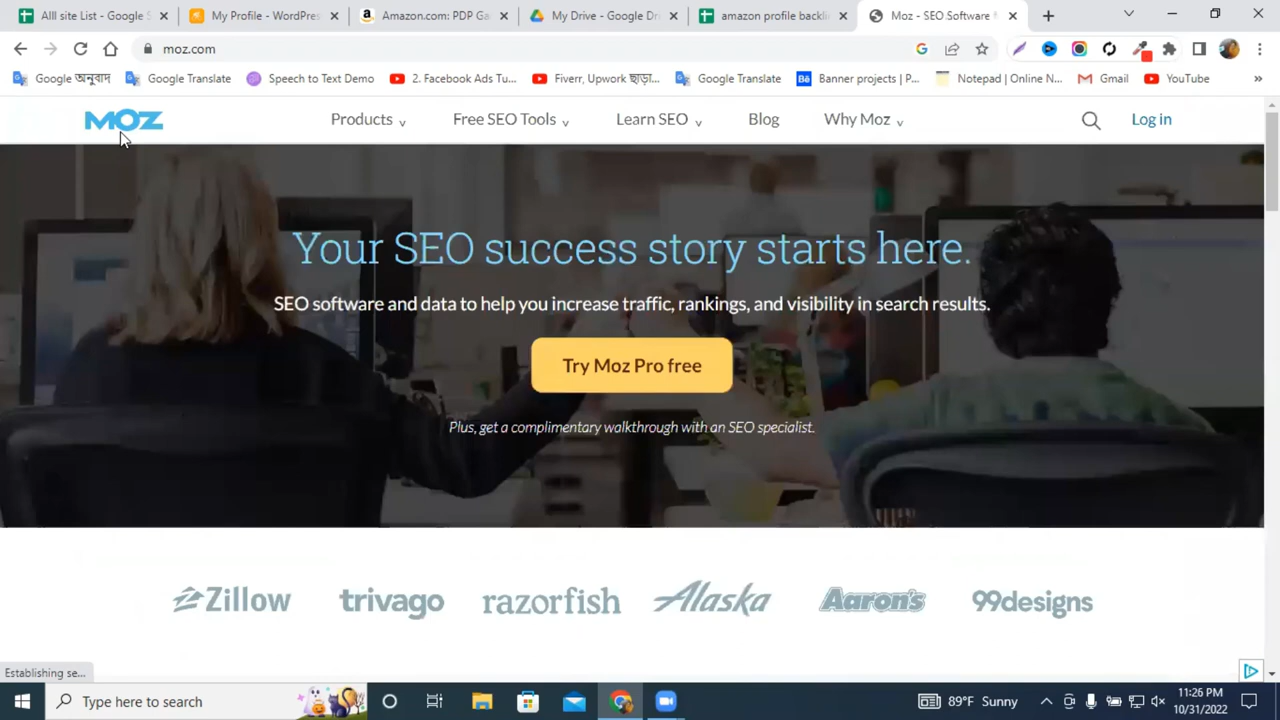 Alll site List - Google S
My Profile - WordPress
Amazon.com: PDP Ga
My Drive - Google Dri
amazon profile backli
Moz - SEO Software
moz.com
Google অনুবাদ
Google Translate
Speech to Text Demo
2. Facebook Ads Tu...
Fiverr, Upwork ছাড়া...
Google Translate
Banner projects | P...
Notepad | Online N...
Gmail
YouTube
»
MOZ
Products
Free SEO Tools
Learn SEO
Blog
Why Moz
Log in
Your SEO success story starts here.
SEO software and data to help you increase traffic, rankings, and visibility in search results.
Try Moz Pro free
Plus, get a complimentary walkthrough with an SEO specialist.
Zillow
trivago
razorfish
Alaska
Aaron's
99designs
Establishing se...
Type here to search
89°F Sunny
11:26 PM
10/31/2022